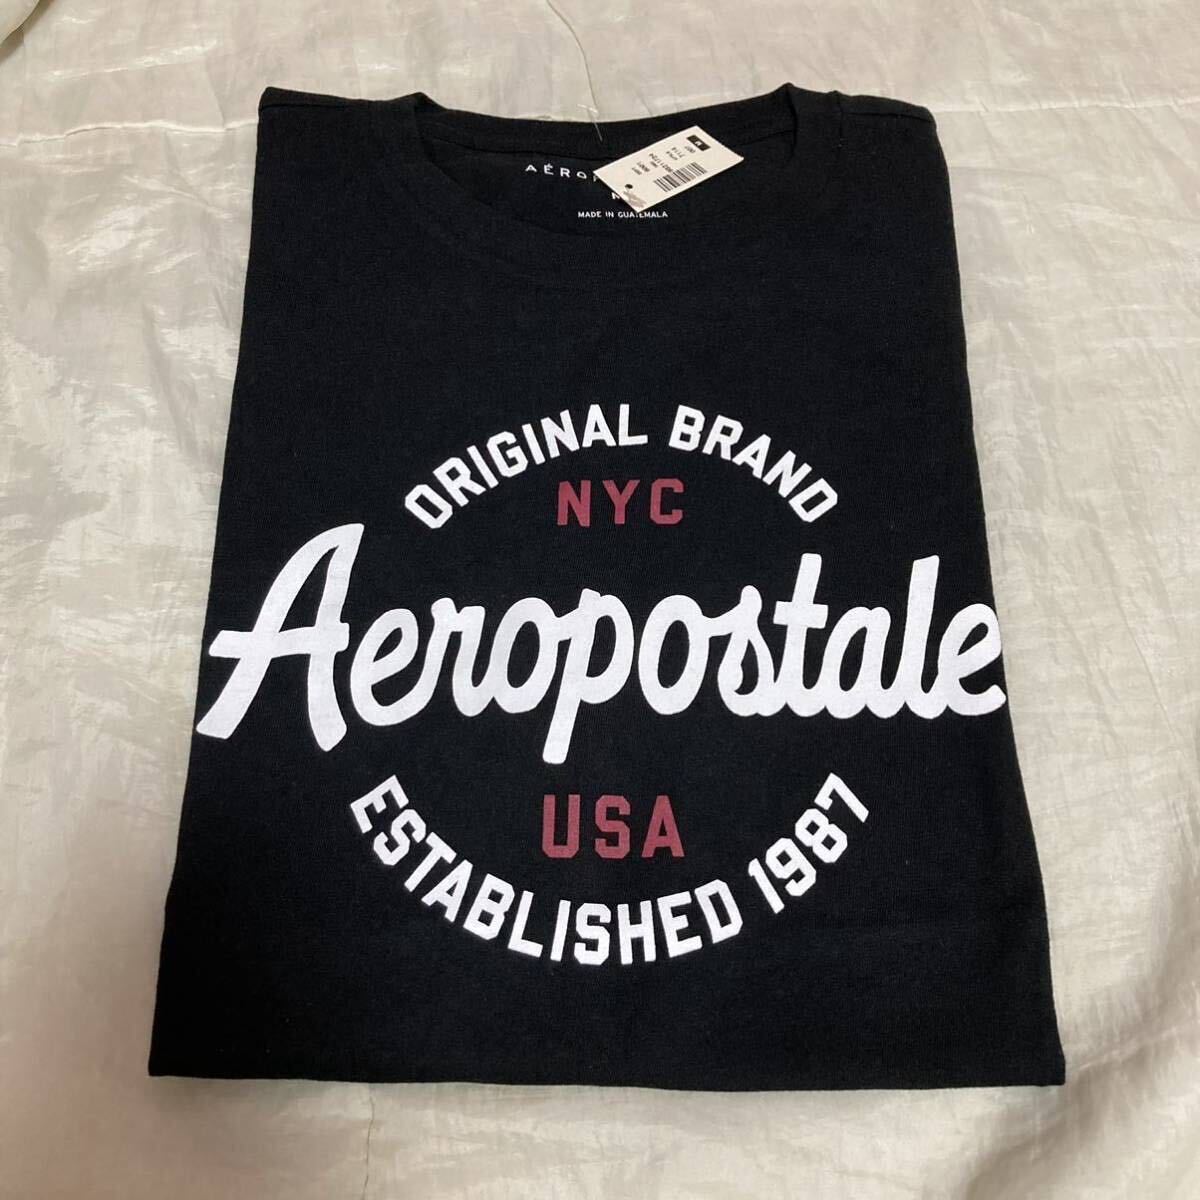 MADE IN GUATEMALA
ORIGINAL BRAND
NYC
Aeropostale
USA
ESTABLISHED 1987